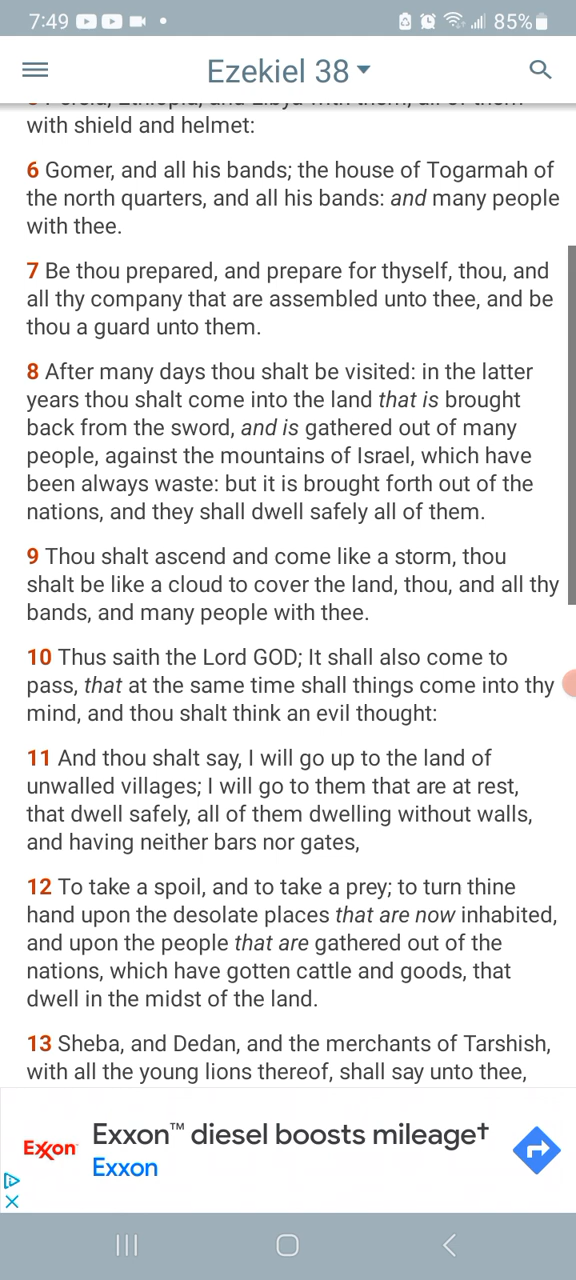 7:49
85%
Ezekiel 38
with shield and helmet:
6 Gomer, and all his bands; the house of Togarmah of
the north quarters, and all his bands: and many people
with thee.
7 Be thou prepared, and prepare for thyself, thou, and
all thy company that are assembled unto thee, and be
thou a guard unto them.
8 After many days thou shalt be visited: in the latter
years thou shalt come into the land that is brought
back from the sword, and is gathered out of many
people, against the mountains of Israel, which have
been always waste: but it is brought forth out of the
nations, and they shall dwell safely all of them.
9 Thou shalt ascend and come like a storm, thou
shalt be like a cloud to cover the land, thou, and all thy
bands, and many people with thee.
10 Thus saith the Lord GOD; It shall also come to
pass, that at the same time shall things come into thy
mind, and thou shalt think an evil thought:
11 And thou shalt say, I will go up to the land of
unwalled villages; I will go to them that are at rest,
that dwell safely, all of them dwelling without walls,
and having neither bars nor gates,
12 To take a spoil, and to take a prey; to turn thine
hand upon the desolate places that are now inhabited,
and upon the people that are gathered out of the
nations, which have gotten cattle and goods, that
dwell in the midst of the land.
13 Sheba, and Dedan, and the merchants of Tarshish,
with all the young lions thereof, shall say unto thee,
Exxon
Exxon™ diesel boosts mileage†
Exxon